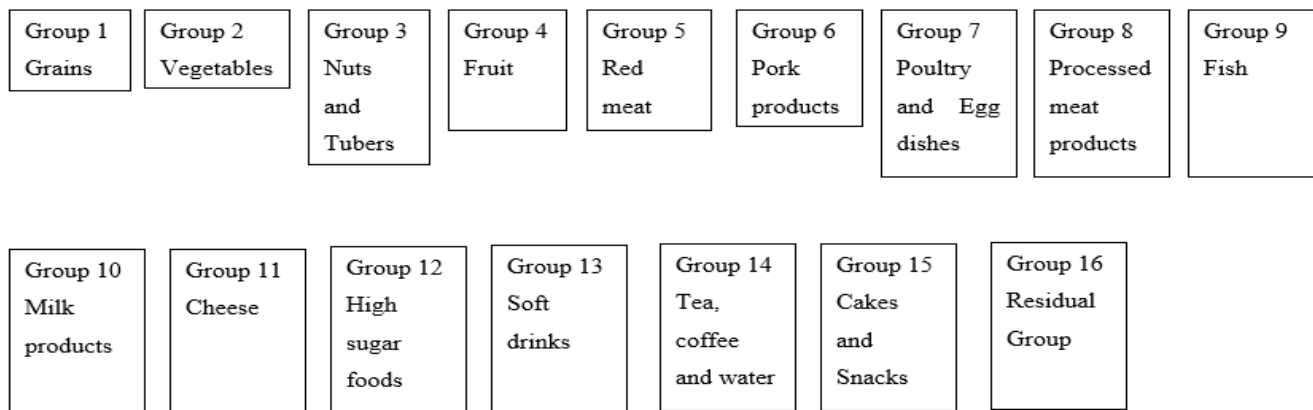 Group 1
Grains
Group 2
Vegetables
Group 3
Nuts
and
Tubers
Group 4
Fruit
Group 5
Red
meat
Group 6
Pork
products
Group 7
Poultry
and Egg
dishes
Group 8
Processed
meat
products
Group 9
Fish
Group 10
Milk
products
Group 11
Cheese
Group 12
High
sugar
foods
Group 13
Soft
drinks
Group 14
Tea,
coffee
and water
Group 15
Cakes
and
Snacks
Group 16
Residual
Group